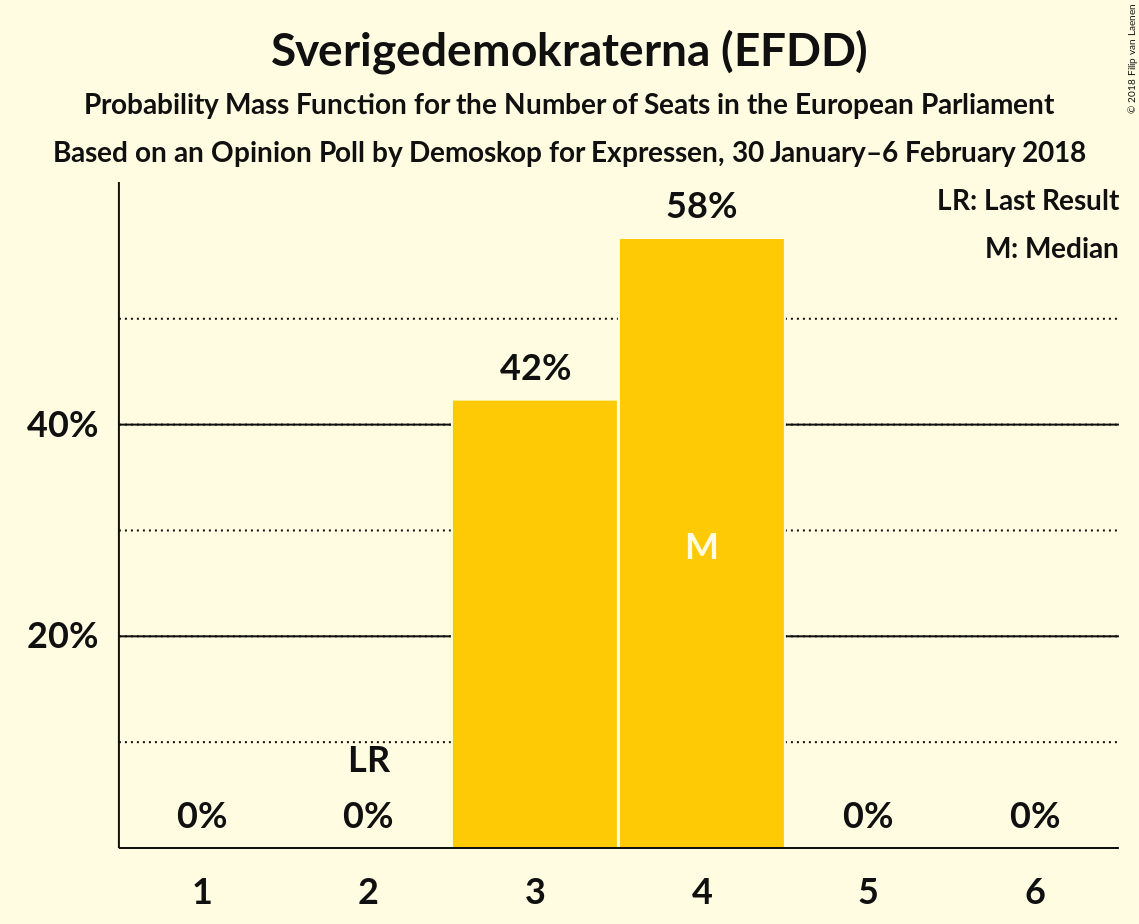 Sverigedemokraterna (EFDD)
Probability Mass Function for the Number of Seats in the European Parliament
Based on an Opinion Poll by Demoskop for Expressen, 30 January–6 February 2018
© 2018 Filip van Laenen
LR: Last Result
M: Median
58%
42%
40%
M
20%
LR
0%
0%
0%
0%
1
2
3
4
5
6